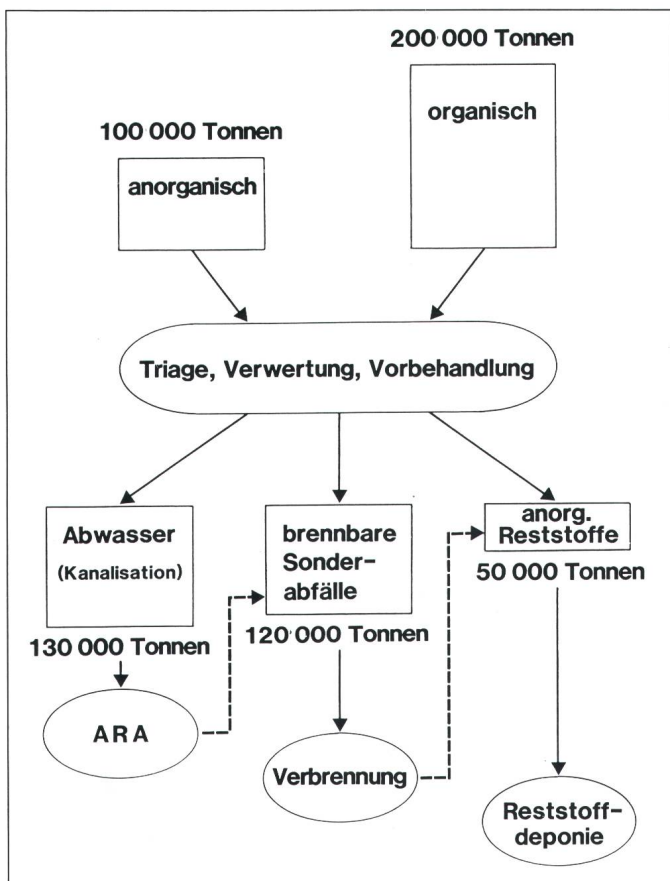 200 000 Tonnen
organisch
100 000 Tonnen
anorganisch
Triage, Verwertung, Vorbehandlung
Abwasser
(Kanalisation)
130 000 Tonnen
ARA
brennbare
Sonder-
abfälle
120 000 Tonnen
Verbrennung
anorg.
Reststoffe
50 000 Tonnen
Reststoff-
deponie